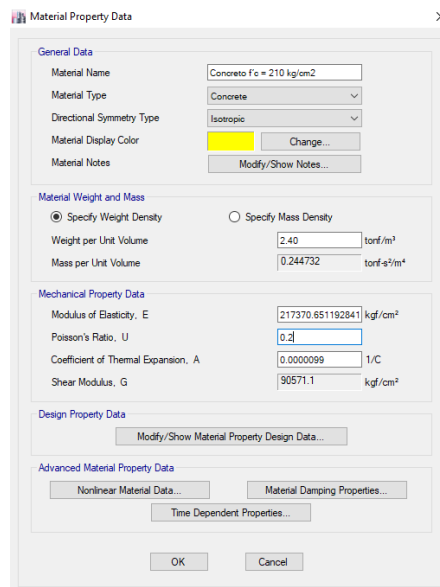 Material Property Data
General Data
Material Name Concreto f'c = 210 kg/cm2
Material Type Concrete
Directional Symmetry Type Isotropic
Material Display Color Change...
Material Notes Modify/Show Notes...
Material Weight and Mass
Specify Weight Density Specify Mass Density
Weight per Unit Volume 2.40 tonf/m³
Mass per Unit Volume 0.244732 tonf-s²/m⁴
Mechanical Property Data
Modulus of Elasticity, E 217370.651192841 kgf/cm²
Poisson's Ratio, U 0.2
Coefficient of Thermal Expansion, A 0.0000099 1/C
Shear Modulus, G 90571.1 kgf/cm²
Design Property Data
Modify/Show Material Property Design Data...
Advanced Material Property Data
Nonlinear Material Data... Material Damping Properties...
Time Dependent Properties...
OK Cancel